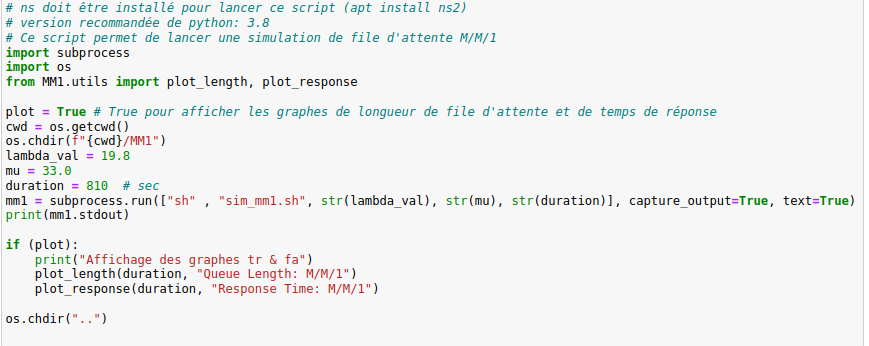 # ns doit être installé pour lancer ce script (apt install ns2)
# version recommandée de python: 3.8
# Ce script permet de lancer une simulation de file d'attente M/M/1
import subprocess
import os
from MM1.utils import plot_length, plot_response

plot = True # True pour afficher les graphes de longueur de file d'attente et de temps de réponse
cwd = os.getcwd()
os.chdir(f"{cwd}/MM1")
lambda_val = 19.8
mu = 33.0
duration = 810  # sec
mm1 = subprocess.run(["sh" , "sim_mm1.sh", str(lambda_val), str(mu), str(duration)], capture_output=True, text=True)
print(mm1.stdout)

if (plot):
    print("Affichage des graphes tr & fa")
    plot_length(duration, "Queue Length: M/M/1")
    plot_response(duration, "Response Time: M/M/1")

os.chdir("..")